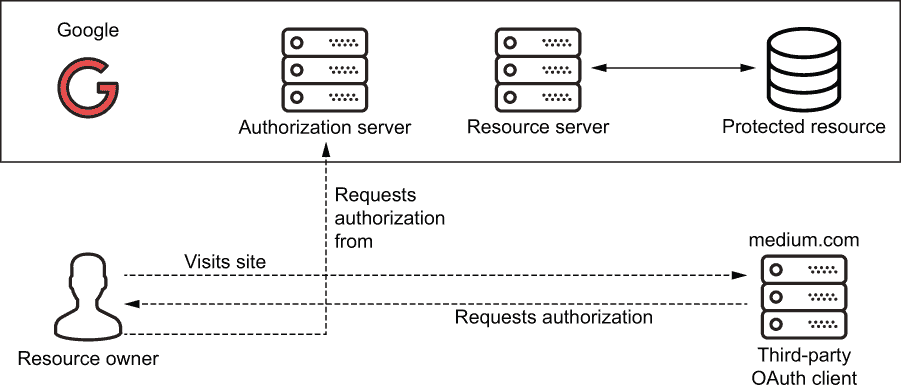 Google
Authorization server
Resource server
Protected resource
Requests
authorization
from
medium.com
Visits site
Requests authorization
Resource owner
Third-party
OAuth client